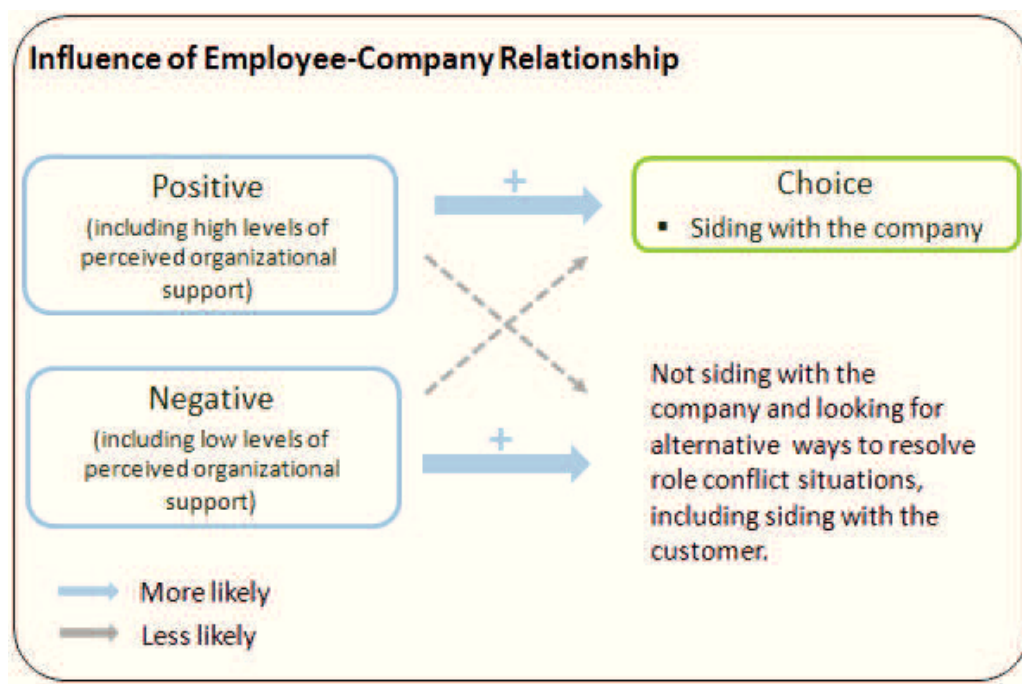 Influence of Employee-Company Relationship
Positive
(including high levels of
perceived organizational
support)
+
Choice
▪ Siding with the company
Negative
(including low levels of
perceived organizational
support)
+
Not siding with the
company and looking for
alternative ways to resolve
role conflict situations,
including siding with the
customer.
More likely
Less likely